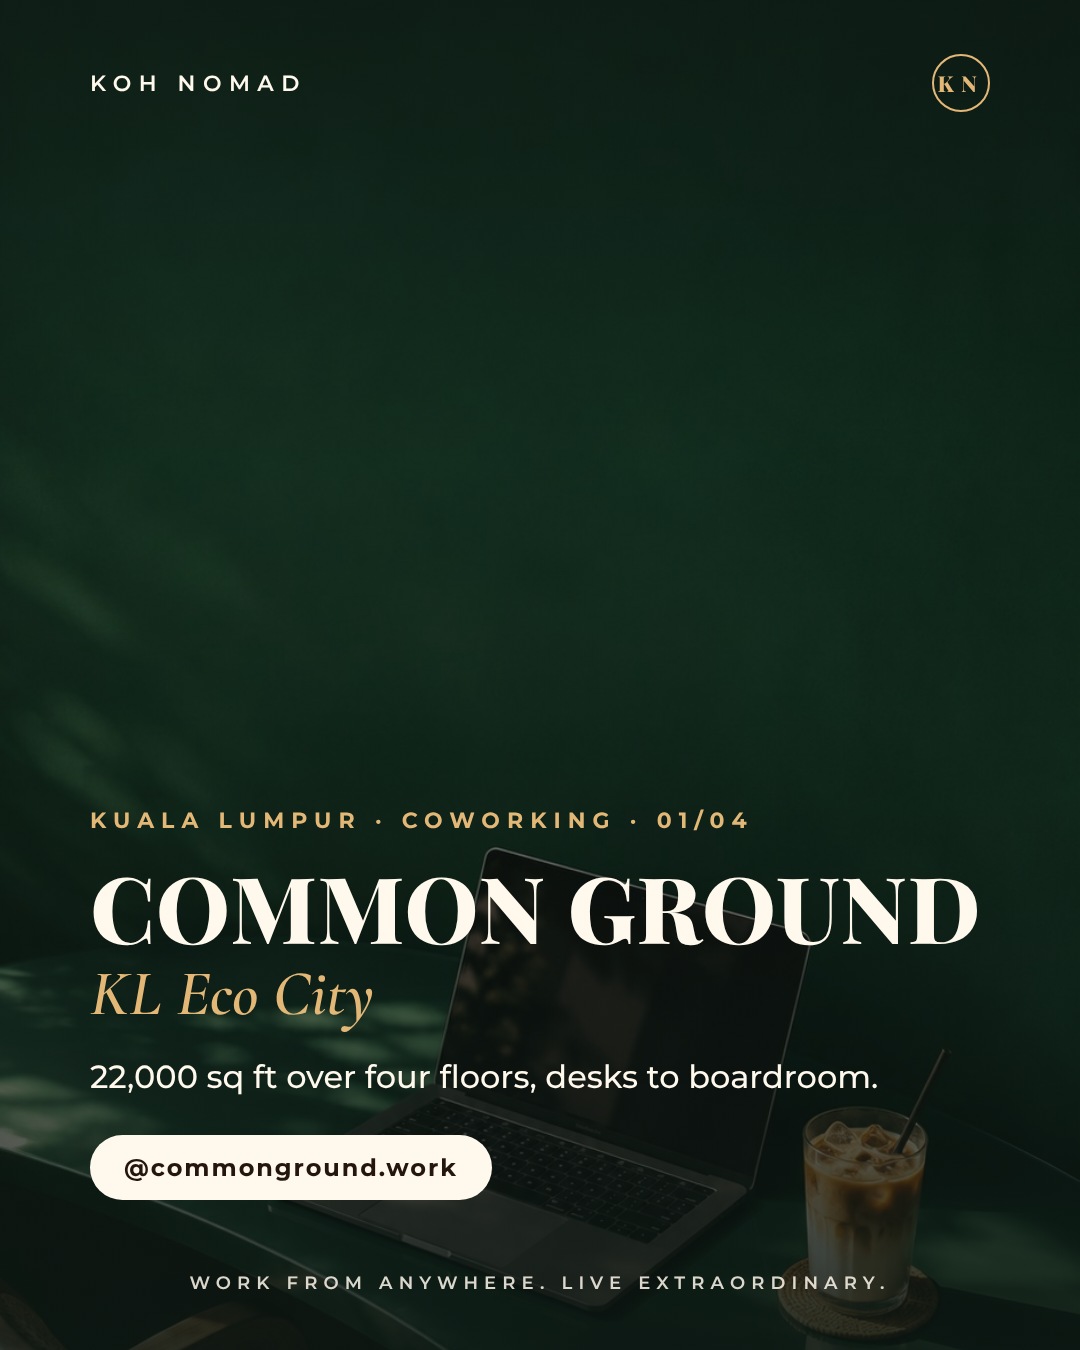 KOH NOMAD
KN
KUALA LUMPUR · COWORKING · 01/04
COMMON GROUND
KL Eco City
22,000 sq ft over four floors, desks to boardroom.
@commonground.work
WORK FROM ANYWHERE. LIVE EXTRAORDINARY.